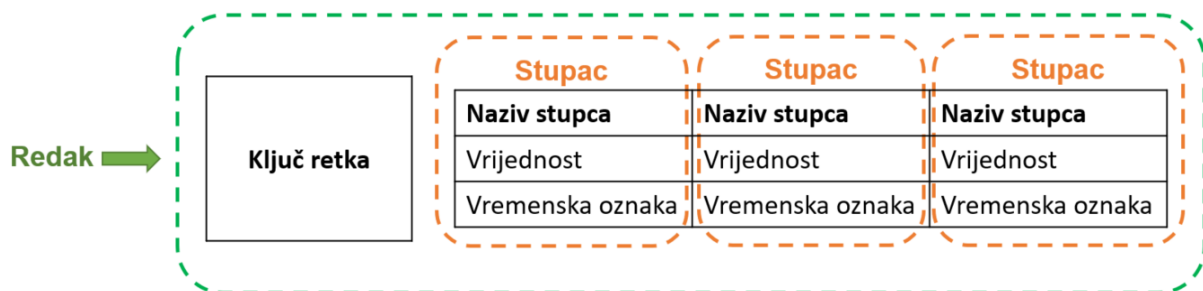 Stupac Stupac Stupac
Naziv stupca Naziv stupca Naziv stupca
Redak Ključ retka Vrijednost Vrijednost Vrijednost
Vremenska oznaka Vremenska oznaka Vremenska oznaka